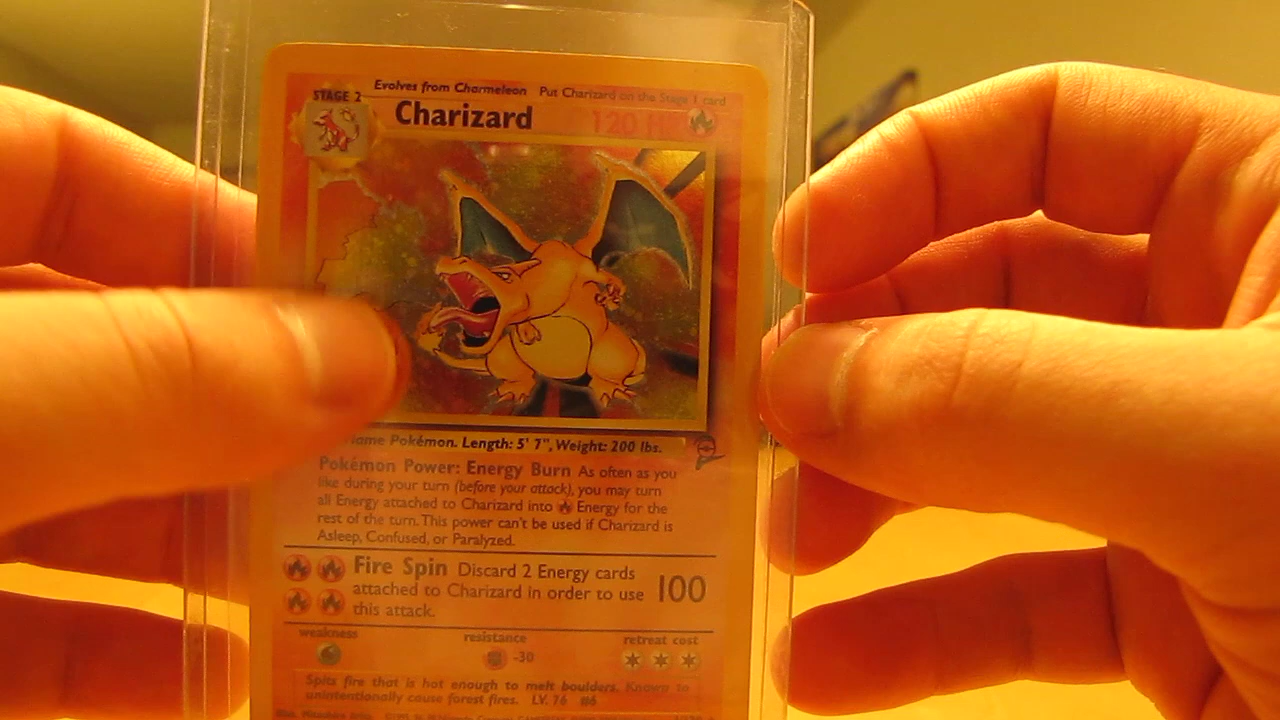 Evolves from Charmeleon Put Charizard on the Stage 1 card
STAGE 2
Charizard 120 HP
lame Pokémon. Length: 5' 7", Weight: 200 lbs.
Pokémon Power: Energy Burn As often as you
like during your turn (before your attack), you may turn
all Energy attached to Charizard into Energy for the
rest of the turn. This power can't be used if Charizard is
Asleep, Confused, or Paralyzed.
Fire Spin Discard 2 Energy cards
attached to Charizard in order to use 100
this attack.
weakness resistance retreat cost
-30
Spits fire that is hot enough to melt boulders. Known to
unintentionally cause forest fires. LV. 76 #6